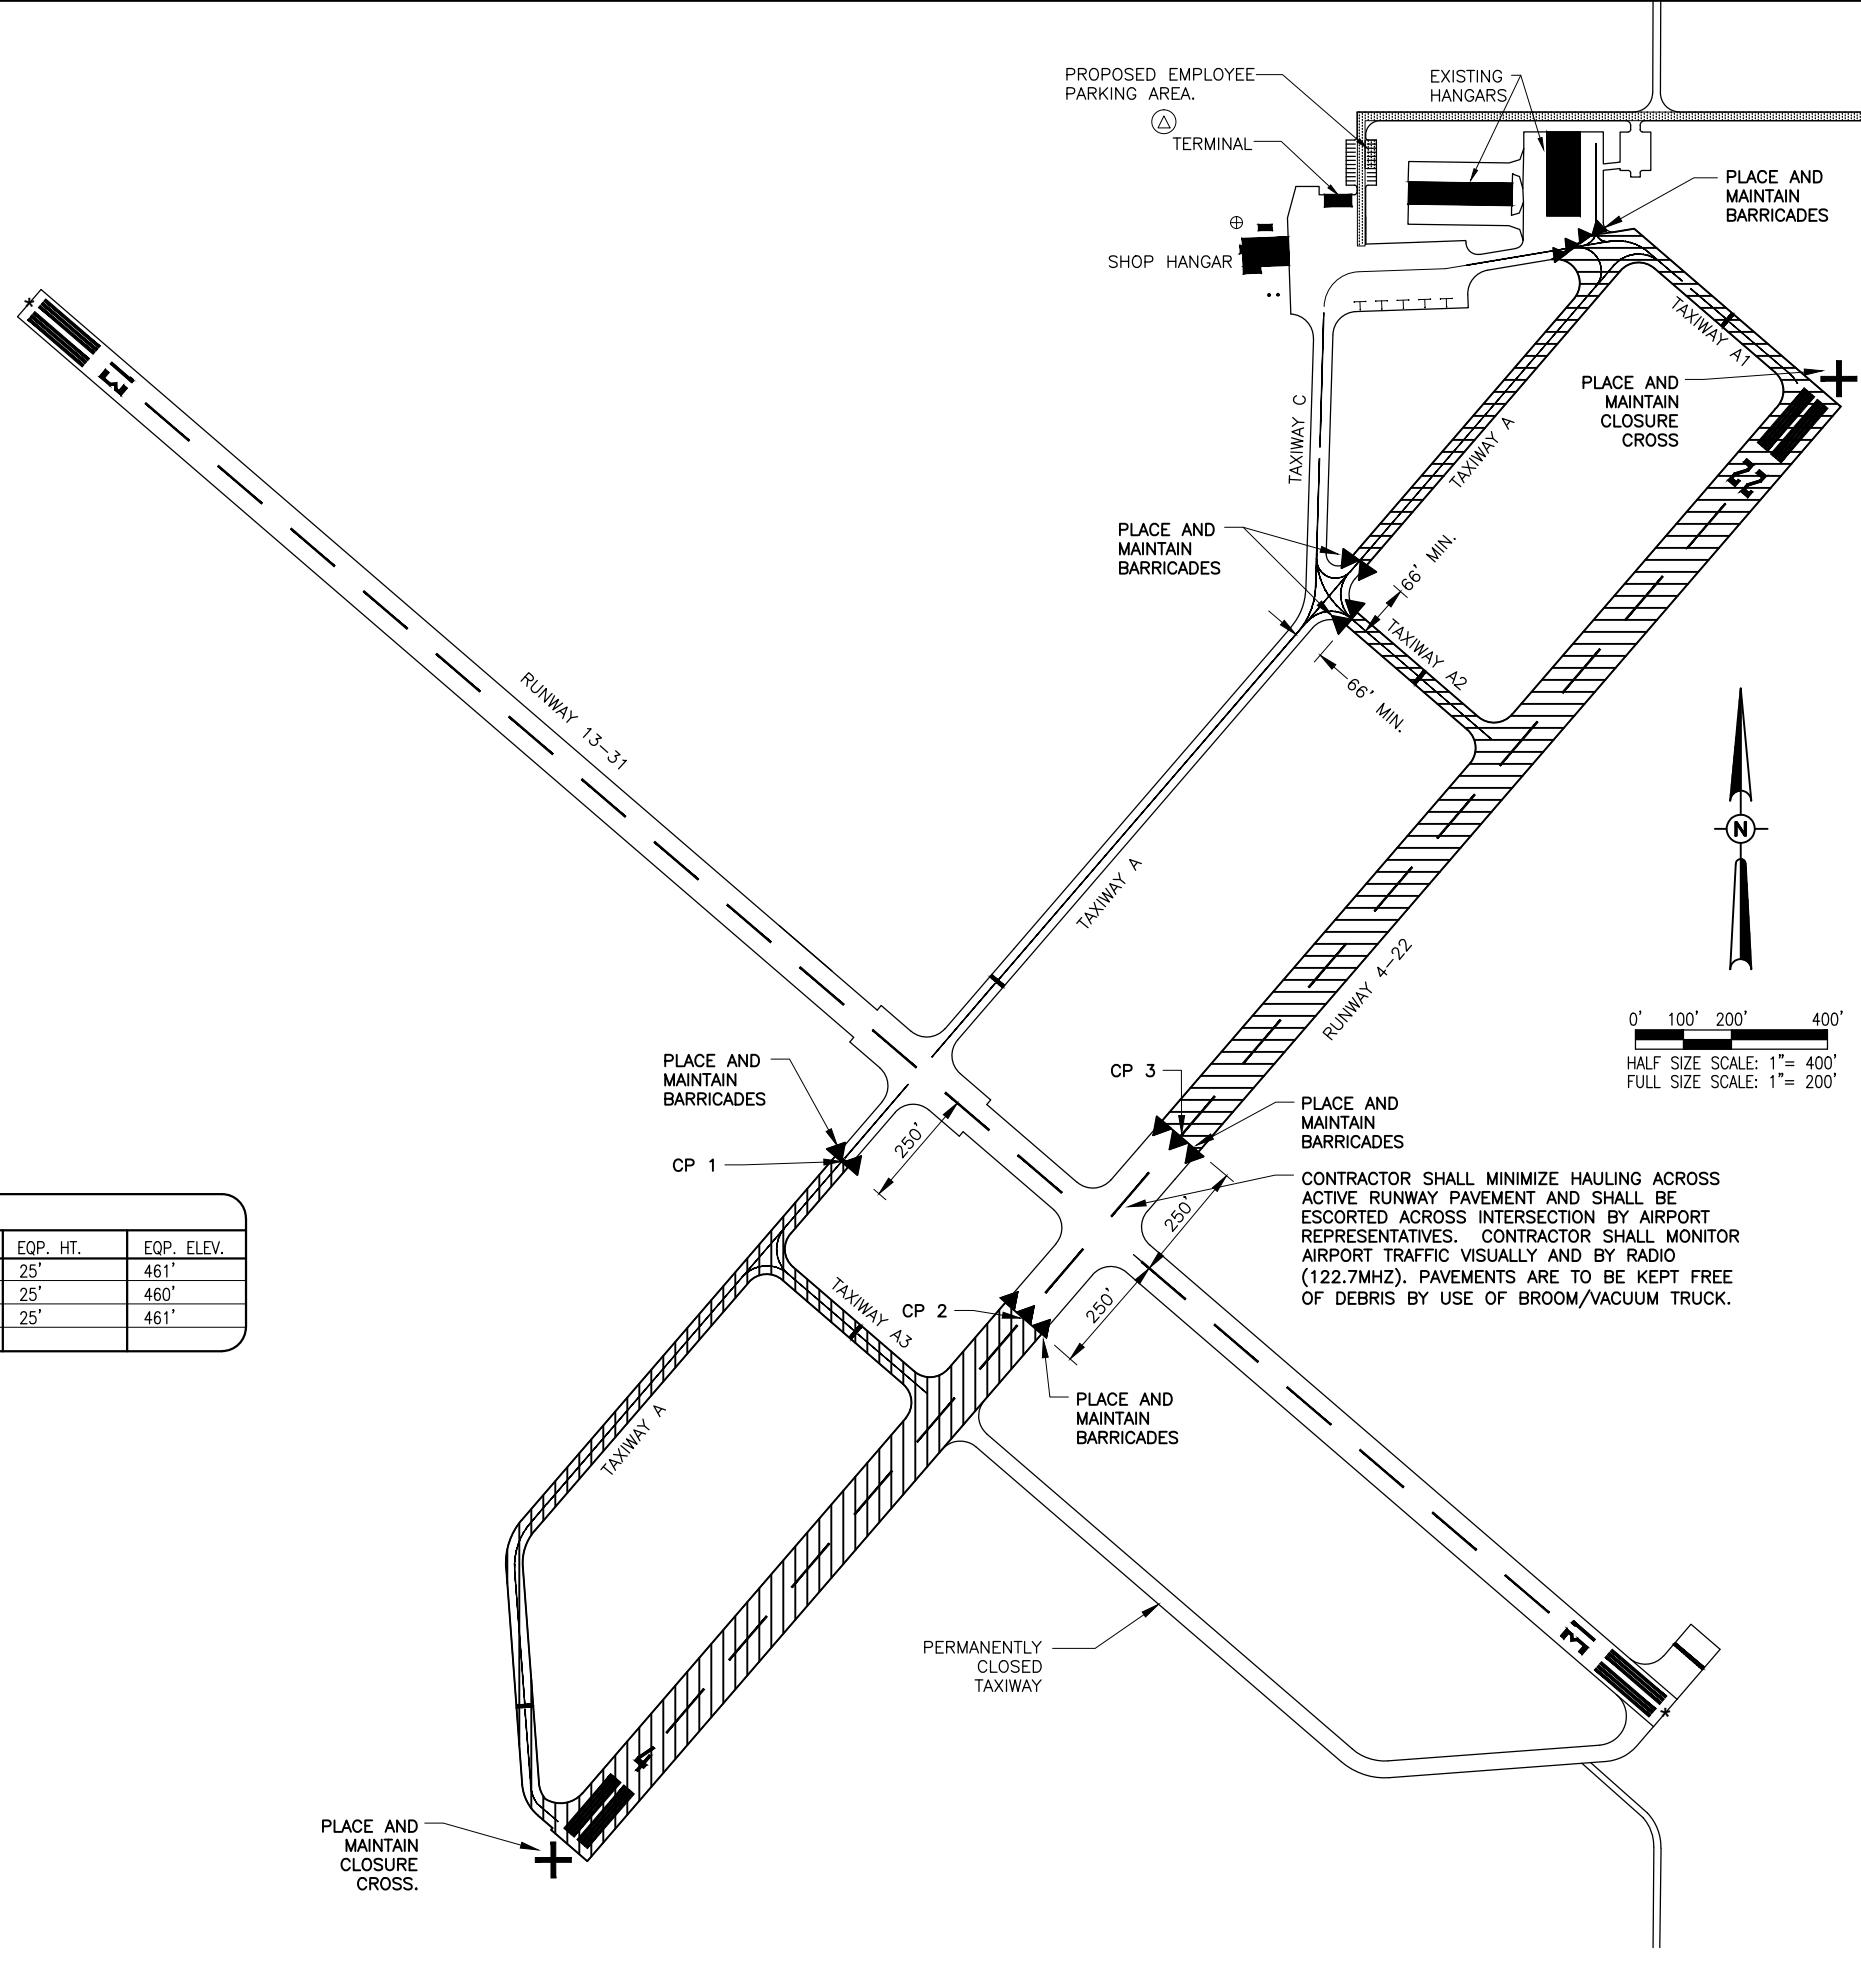 PROPOSED EMPLOYEE
PARKING AREA.
TERMINAL
EXISTING
HANGARS
SHOP HANGAR
PLACE AND
MAINTAIN
BARRICADES
TAXIWAY A1
PLACE AND
MAINTAIN
CLOSURE
CROSS
13
TAXIWAY C
TAXIWAY A
22
PLACE AND
MAINTAIN
BARRICADES
66' MIN.
TAXIWAY A2
66' MIN.
RUNWAY 13-31
N
TAXIWAY A
RUNWAY 4-22
0' 100' 200' 400'
HALF SIZE SCALE: 1"= 400'
FULL SIZE SCALE: 1"= 200'
PLACE AND
MAINTAIN
BARRICADES
CP 1
250'
CP 3
PLACE AND
MAINTAIN
BARRICADES
CONTRACTOR SHALL MINIMIZE HAULING ACROSS
ACTIVE RUNWAY PAVEMENT AND SHALL BE
ESCORTED ACROSS INTERSECTION BY AIRPORT
REPRESENTATIVES. CONTRACTOR SHALL MONITOR
AIRPORT TRAFFIC VISUALLY AND BY RADIO
(122.7MHZ). PAVEMENTS ARE TO BE KEPT FREE
OF DEBRIS BY USE OF BROOM/VACUUM TRUCK.
250'
250'
EQP. HT. EQP. ELEV.
25' 461'
25' 460'
25' 461'
TAXIWAY A3
CP 2
PLACE AND
MAINTAIN
BARRICADES
TAXIWAY A
PERMANENTLY
CLOSED
TAXIWAY
31
4
PLACE AND
MAINTAIN
CLOSURE
CROSS.